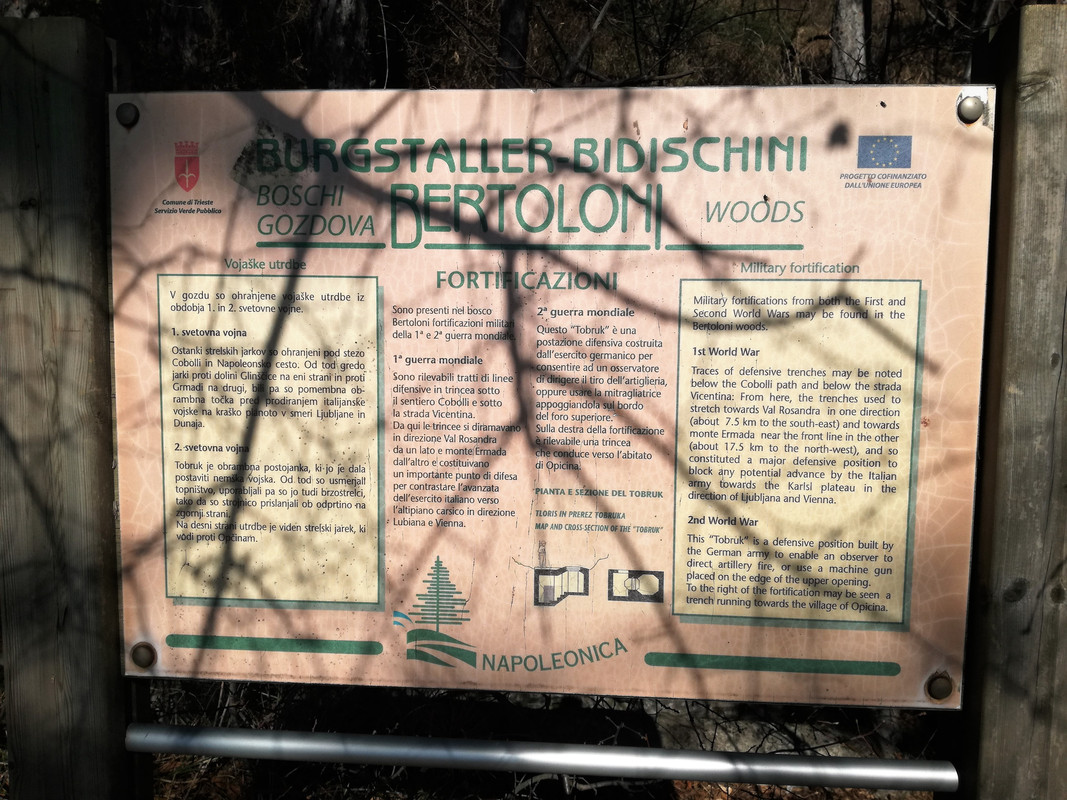 BURGSTALLER-BIDISCHINI
BOSCHI
GOZDOVA
BERTOLONI
WOODS
Comune di Trieste
Servizio Verde Pubblico
PROGETTO COFINANZIATO
DALL'UNIONE EUROPEA
Vojaške utrdbe
V gozdu so ohranjene vojaške utrdbe iz
obdobja 1. in 2. svetovne vojne.
1. svetovna vojna
Ostanki strelskih jarkov so ohranjeni pod stezo
Cobolli in Napoleonsko cesto. Od tod gredo
jarki proti dolini Glinščice na eni strani in proti
Grmadi na drugi, bili pa so pomembna ob-
rambna točka pred prodiranjem italijanske
vojske na kraško planoto v smeri Ljubljane in
Dunaja.
2. svetovna vojna
Tobruk je obrambna postojanka, ki jo je dala
postaviti nemška vojska. Od tod so usmerjali
topništvo, uporabljali pa so jo tudi brzostrelci,
tako da so strojnico prislanjali ob odprtino na
zgornji strani.
Na desni strani utrdbe je viden strelski jarek, ki
vodi proti Opčinam.
FORTIFICAZIONI
Sono presenti nel bosco
Bertoloni fortificazioni militari
della 1ª e 2ª guerra mondiale.
1ª guerra mondiale
Sono rilevabili tratti di linee
difensive in trincea sotto
il sentiero Cobolli e sotto
la strada Vicentina.
Da qui le trincee si diramavano
in direzione Val Rosandra
da un lato e monte Ermada
dall'altro e costituivano
un importante punto di difesa
per contrastare l'avanzata
dell'esercito italiano verso
l'altipiano carsico in direzione
Lubiana e Vienna.
2ª guerra mondiale
Questo "Tobruk" è una
postazione difensiva costruita
dall'esercito germanico per
consentire ad un osservatore
di dirigere il tiro dell'artiglieria,
oppure usare la mitragliatrice
appoggiandola sul bordo
del foro superiore.
Sulla destra della fortificazione
è rilevabile una trincea
che conduce verso l'abitato
di Opicina.
PIANTA E SEZIONE DEL TOBRUK
TLORIS IN PREREZ TOBRUKA
MAP AND CROSS-SECTION OF THE "TOBRUK"
Military fortification
Military fortifications from both the First and
Second World Wars may be found in the
Bertoloni woods.
1st World War
Traces of defensive trenches may be noted
below the Cobolli path and below the strada
Vicentina: From here, the trenches used to
stretch towards Val Rosandra in one direction
(about 7.5 km to the south-east) and towards
monte Ermada near the front line in the other
(about 17.5 km to the north-west), and so
constituted a major defensive position to
block any potential advance by the Italian
army towards the Karlsl plateau in the
direction of Ljubljana and Vienna.
2nd World War
This "Tobruk" is a defensive position built by
the German army to enable an observer to
direct artillery fire, or use a machine gun
placed on the edge of the upper opening.
To the right of the fortification may be seen a
trench running towards the village of Opicina.
NAPOLEONICA